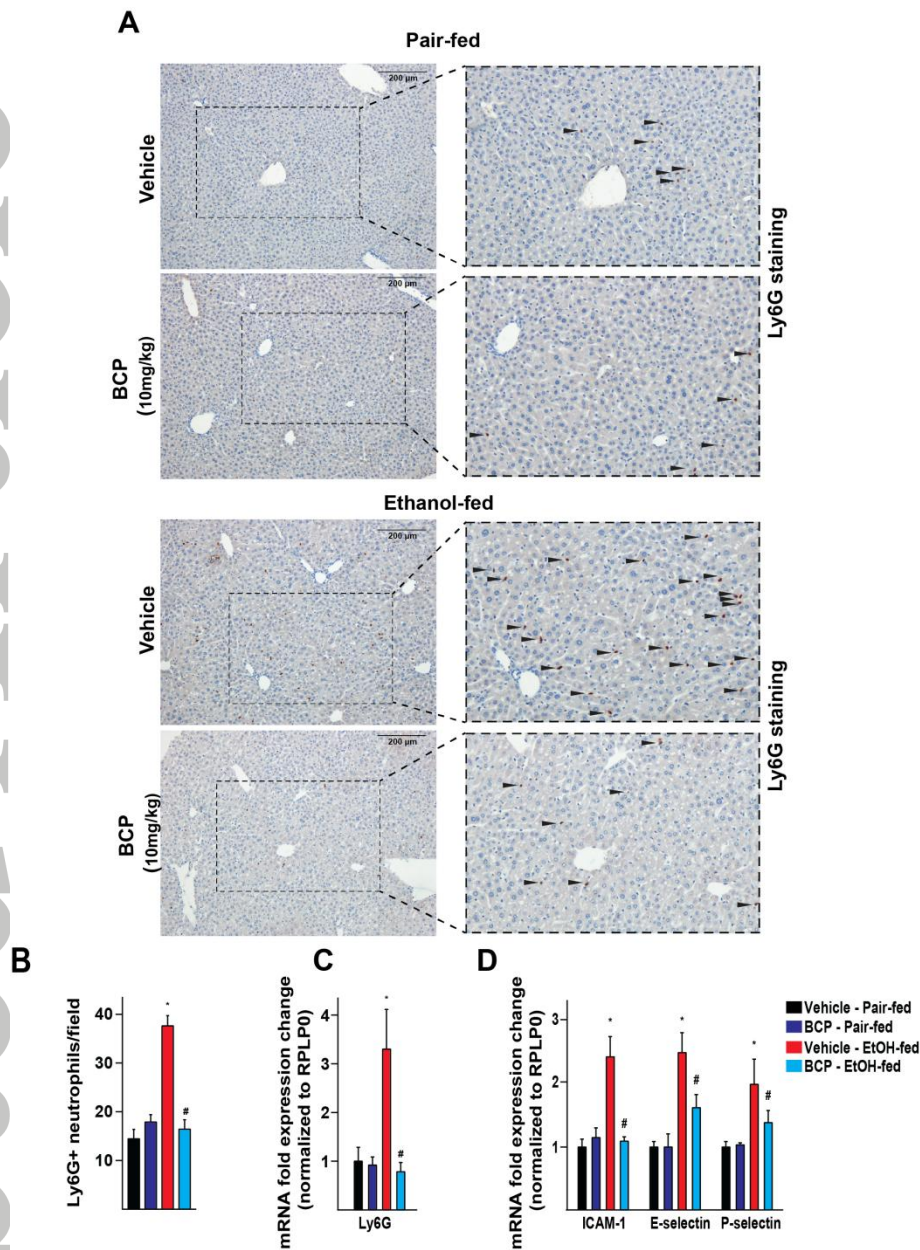 A
Pair-fed
Vehicle
200 µm
BCP
(10mg/kg)
200 µm
Ly6G staining
Ethanol-fed
Vehicle
200 µm
BCP
(10mg/kg)
200 µm
Ly6G staining
B
Ly6G+ neutrophils/field
40
30
20
10
*
#
C
mRNA fold expression change
(normalized to RPLP0)
4
3
2
1
*
#
Ly6G
D
mRNA fold expression change
(normalized to RPLP0)
3
2
1
*
#
*
#
*
#
ICAM-1
E-selectin
P-selectin
Vehicle - Pair-fed
BCP - Pair-fed
Vehicle - EtOH-fed
BCP - EtOH-fed